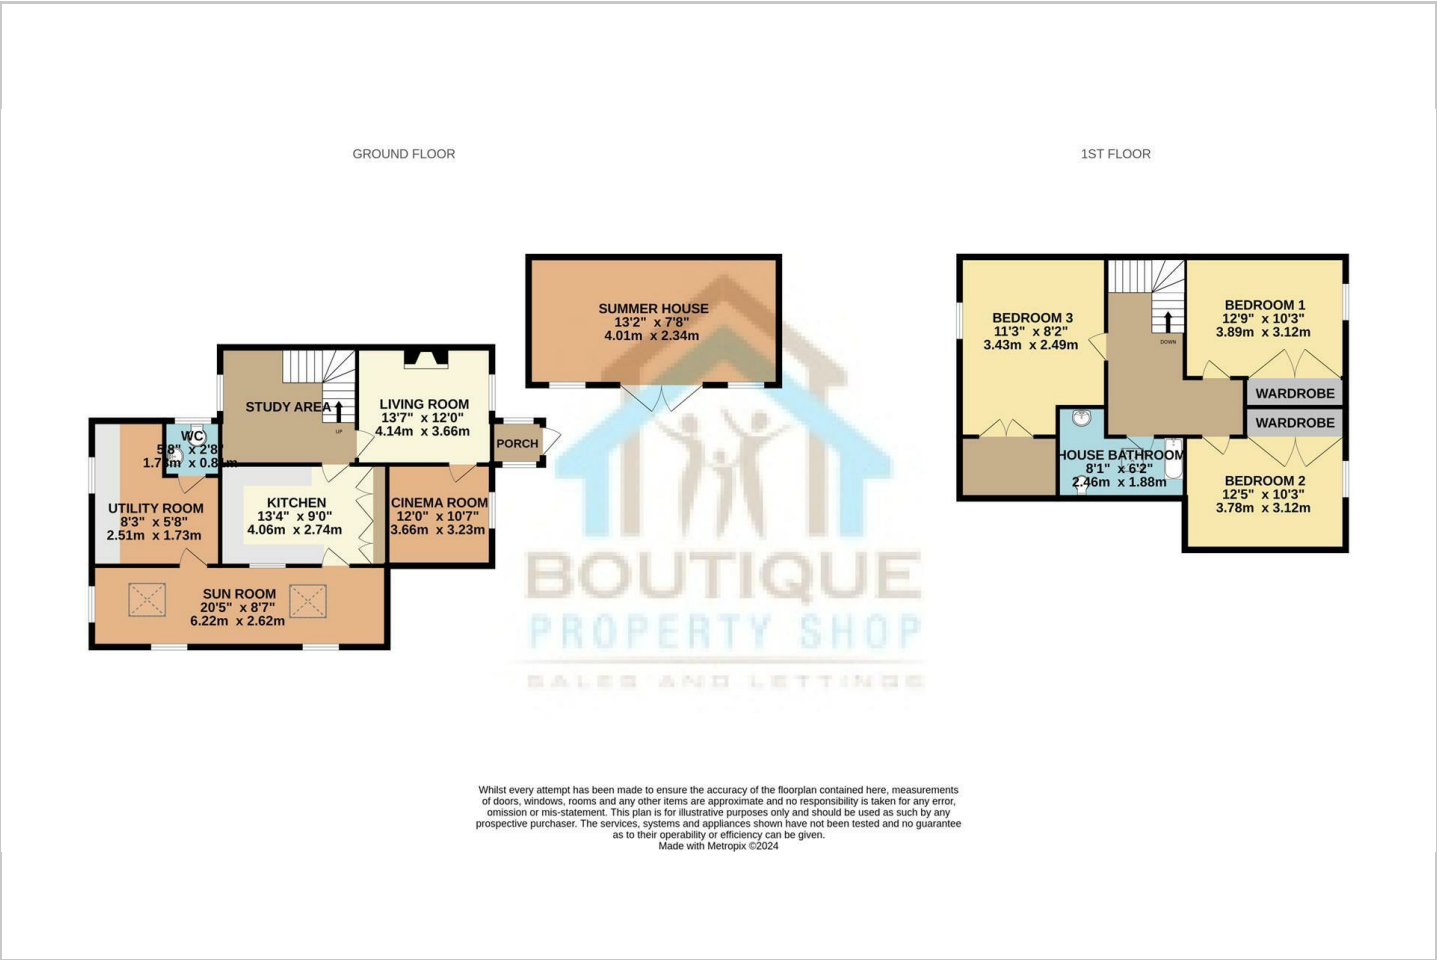 GROUND FLOOR
1ST FLOOR
SUMMER HOUSE
13'2" x 7'8"
4.01m x 2.34m
STUDY AREA
UP
LIVING ROOM
13'7" x 12'0"
4.14m x 3.66m
PORCH
WC
5'8" x 2'8"
UTILITY ROOM
8'3" x 5'8"
2.51m x 1.73m
KITCHEN
13'4" x 9'0"
4.06m x 2.74m
CINEMA ROOM
12'0" x 10'7"
3.66m x 3.23m
SUN ROOM
20'5" x 8'7"
6.22m x 2.62m
BEDROOM 3
11'3" x 8'2"
3.43m x 2.49m
DOWN
BEDROOM 1
12'9" x 10'3"
3.89m x 3.12m
WARDROBE
WARDROBE
HOUSE BATHROOM
8'1" x 6'2"
2.46m x 1.88m
BEDROOM 2
12'5" x 10'3"
3.78m x 3.12m
BOUTIQUE
PROPERTY SHOP
SALES AND LETTINGS
Whilst every attempt has been made to ensure the accuracy of the floorplan contained here, measurements
of doors, windows, rooms and any other items are approximate and no responsibility is taken for any error,
omission or mis-statement. This plan is for illustrative purposes only and should be used as such by any
prospective purchaser. The services, systems and appliances shown have not been tested and no guarantee
as to their operability or efficiency can be given.
Made with Metropix ©2024